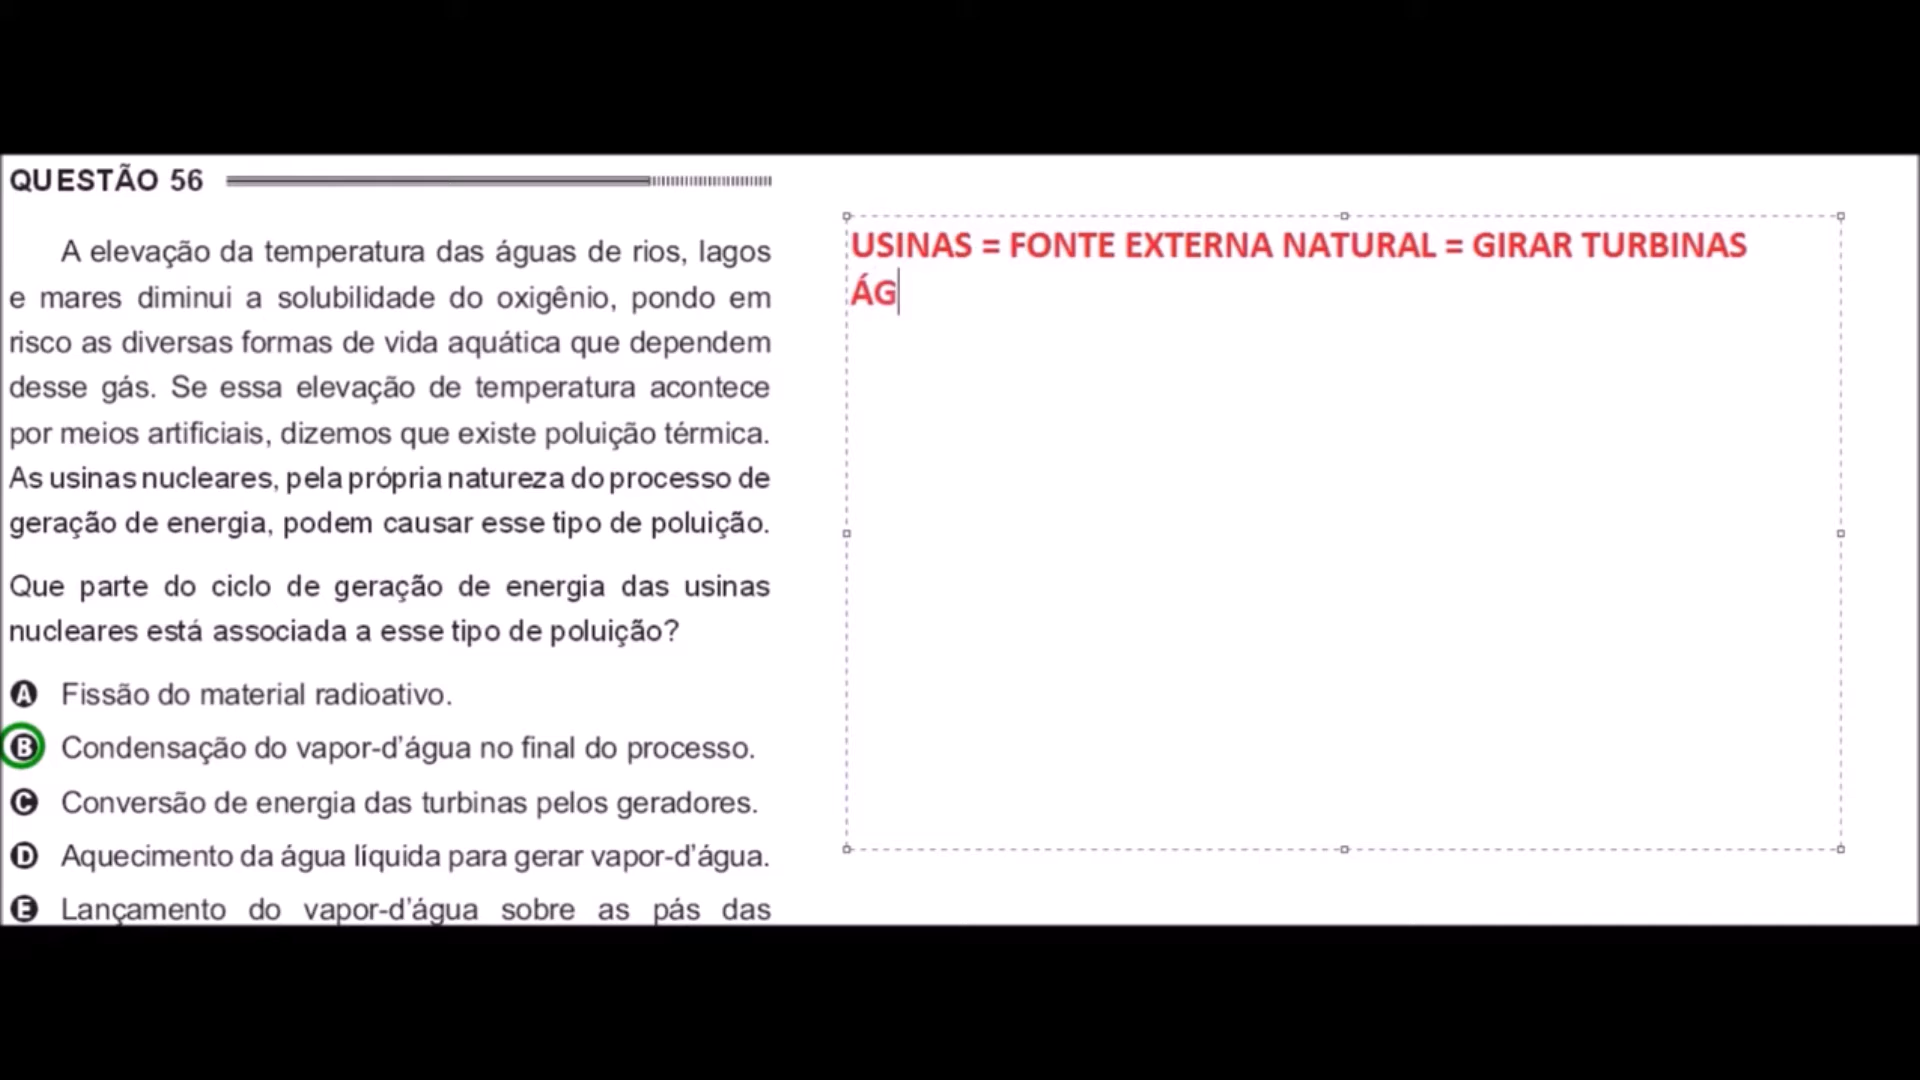 QUESTÃO 56
A elevação da temperatura das águas de rios, lagos
e mares diminui a solubilidade do oxigênio, pondo em
risco as diversas formas de vida aquática que dependem
desse gás. Se essa elevação de temperatura acontece
por meios artificiais, dizemos que existe poluição térmica.
As usinas nucleares, pela própria natureza do processo de
geração de energia, podem causar esse tipo de poluição.
Que parte do ciclo de geração de energia das usinas
nucleares está associada a esse tipo de poluição?
A Fissão do material radioativo.
B Condensação do vapor-d'água no final do processo.
C Conversão de energia das turbinas pelos geradores.
D Aquecimento da água líquida para gerar vapor-d'água.
E Lançamento do vapor-d'água sobre as pás das
USINAS = FONTE EXTERNA NATURAL = GIRAR TURBINAS
ÁG